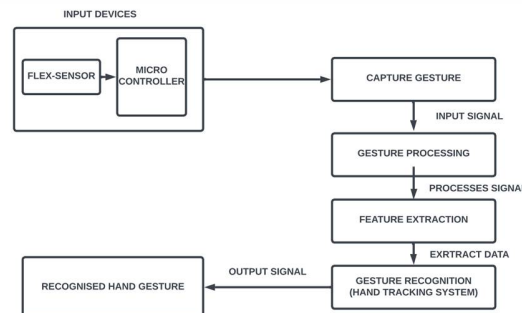 INPUT DEVICES
FLEX-SENSOR
MICRO
CONTROLLER
CAPTURE GESTURE
INPUT SIGNAL
GESTURE PROCESSING
PROCESSES SIGNA
FEATURE EXTRACTION
EXRTRACT DATA
GESTURE RECOGNITION
(HAND TRACKING SYSTEM)
OUTPUT SIGNAL
RECOGNISED HAND GESTURE